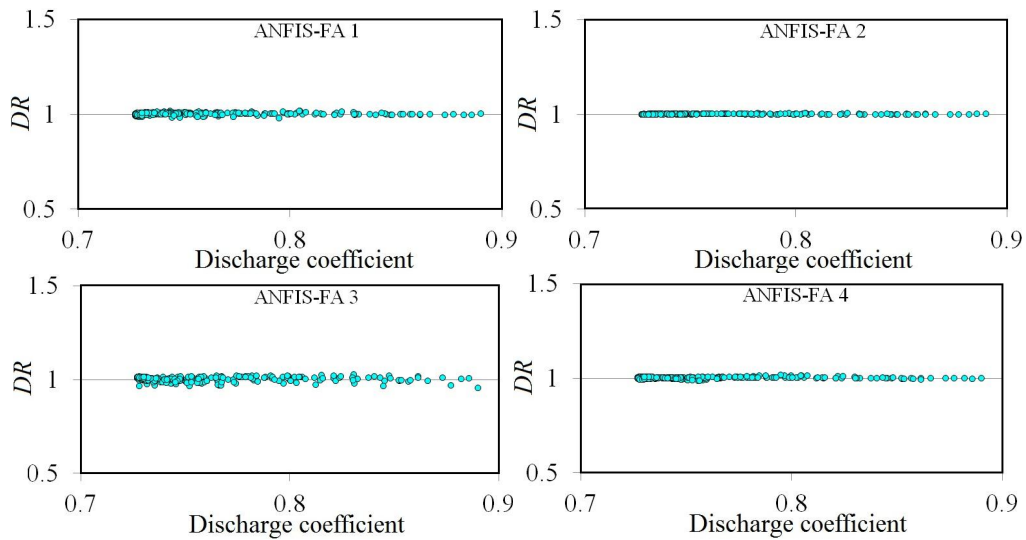 1.5
ANFIS-FA 1
DR
1
0.5
0.7
0.8
0.9
Discharge coefficient
1.5
ANFIS-FA 2
DR
1
0.5
0.7
0.8
0.9
Discharge coefficient
1.5
ANFIS-FA 3
DR
1
0.5
0.7
0.8
0.9
Discharge coefficient
1.5
ANFIS-FA 4
DR
1
0.5
0.7
0.8
0.9
Discharge coefficient